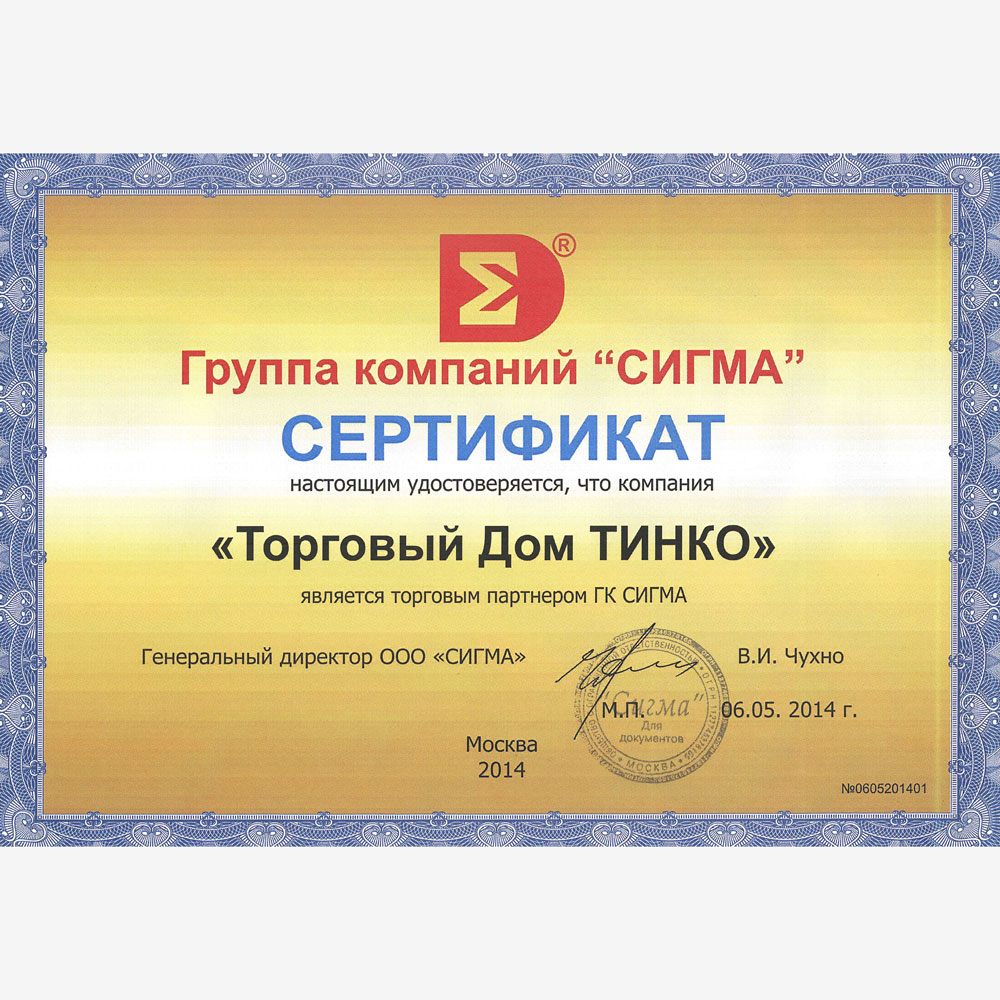 ®
Группа компаний “СИГМА”
СЕРТИФИКАТ
настоящим удостоверяется, что компания
«Торговый Дом ТИНКО»
является торговым партнером ГК СИГМА
Генеральный директор ООО «СИГМА»
В.И. Чухно
ОТВЕТСТВЕННОСТЬЮ
"Сигма"
Для
документов
МОСКВА
М.П.
06.05. 2014 г.
Москва
2014
№0605201401